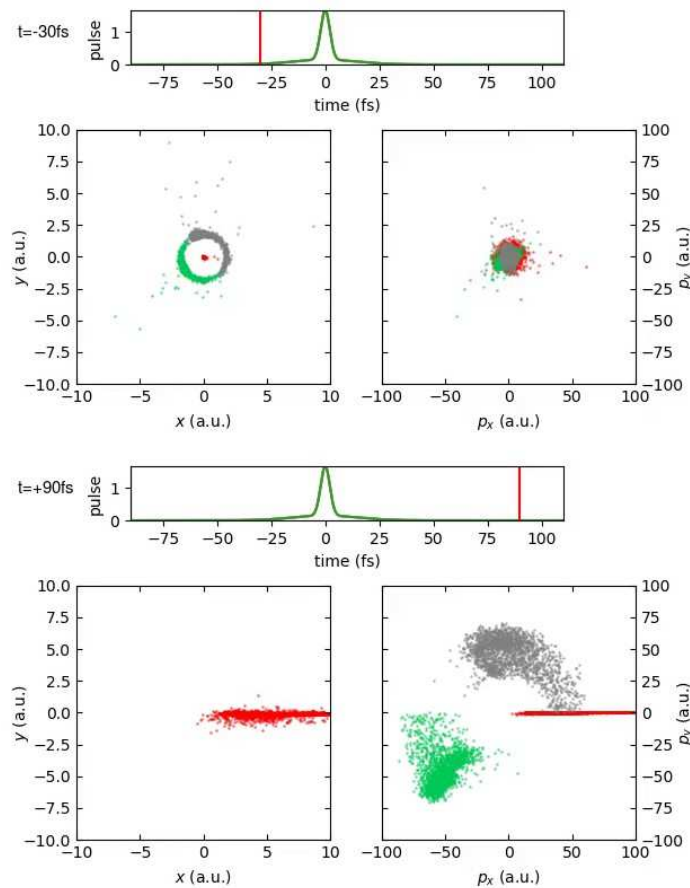 t=-30fs
pulse
1
0
−75 −50 −25 0 25 50 75 100
time (fs)
10.0 100
7.5 75
5.0 50
2.5 25
0.0 0
−2.5 −25
−5.0 −50
−7.5 −75
−10.0 −100
y (a.u.)
p_y (a.u.)
−10 −5 0 5 10 −100 −50 0 50 100
x (a.u.) p_x (a.u.)
t=+90fs
pulse
1
0
−75 −50 −25 0 25 50 75 100
time (fs)
10.0 100
7.5 75
5.0 50
2.5 25
0.0 0
−2.5 −25
−5.0 −50
−7.5 −75
−10.0 −100
y (a.u.)
p_y (a.u.)
−10 −5 0 5 10 −100 −50 0 50 100
x (a.u.) p_x (a.u.)